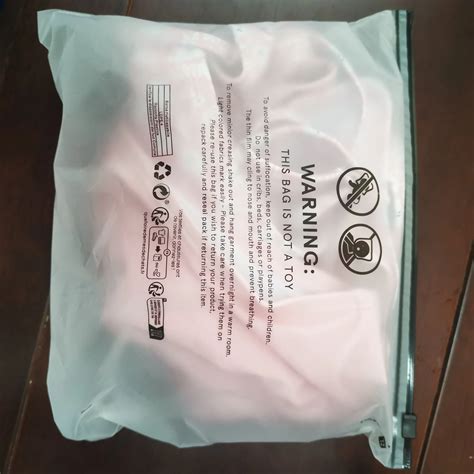 WARNING:
THIS BAG IS NOT A TOY
To avoid danger of suffocation, keep out of reach of babies and children.
Do not use in cribs, beds, carriages or playpens.
The thin film may cling to nose and mouth and prevent breathing.
To remove minor creasing shake out and hang garment overnight in a warm room.
Light colored fabrics mark easily - Please take care when trying them on
Please re-use this bag if you wish to return your product,
repack carefully and reseal pack if returning this item.